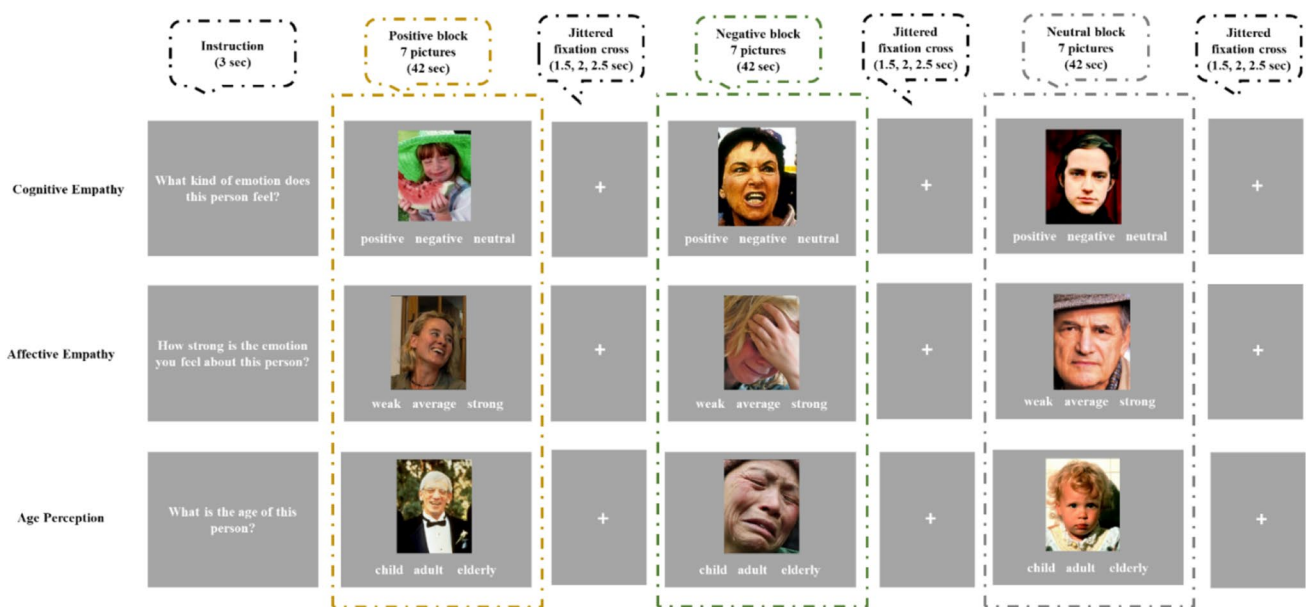 Instruction
(3 sec)
Positive block
7 pictures
(42 sec)
Jittered
fixation cross
(1.5, 2, 2.5 sec)
Negative block
7 pictures
(42 sec)
Jittered
fixation cross
(1.5, 2, 2.5 sec)
Neutral block
7 pictures
(42 sec)
Jittered
fixation cross
(1.5, 2, 2.5 sec)
Cognitive Empathy
What kind of emotion does
this person feel?
positive negative neutral
+
positive negative neutral
+
positive negative neutral
+
Affective Empathy
How strong is the emotion
you feel about this person?
weak average strong
+
weak average strong
+
weak average strong
+
Age Perception
What is the age of this
person?
child adult elderly
+
child adult elderly
+
child adult elderly
+